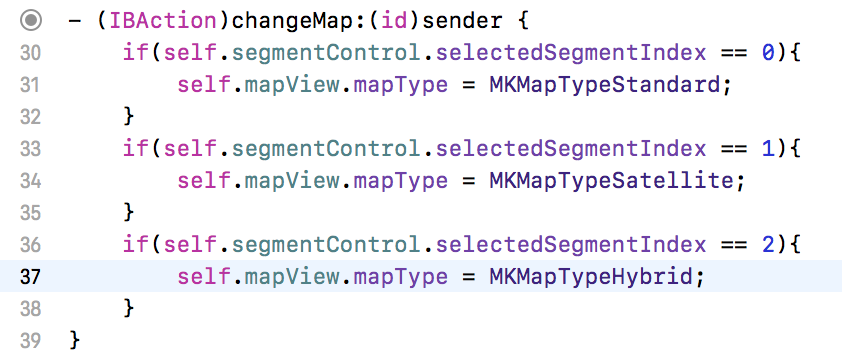 - (IBAction)changeMap:(id)sender {
30 if(self.segmentControl.selectedSegmentIndex == 0){
31 self.mapView.mapType = MKMapTypeStandard;
32 }
33 if(self.segmentControl.selectedSegmentIndex == 1){
34 self.mapView.mapType = MKMapTypeSatellite;
35 }
36 if(self.segmentControl.selectedSegmentIndex == 2){
37 self.mapView.mapType = MKMapTypeHybrid;
38 }
39 }